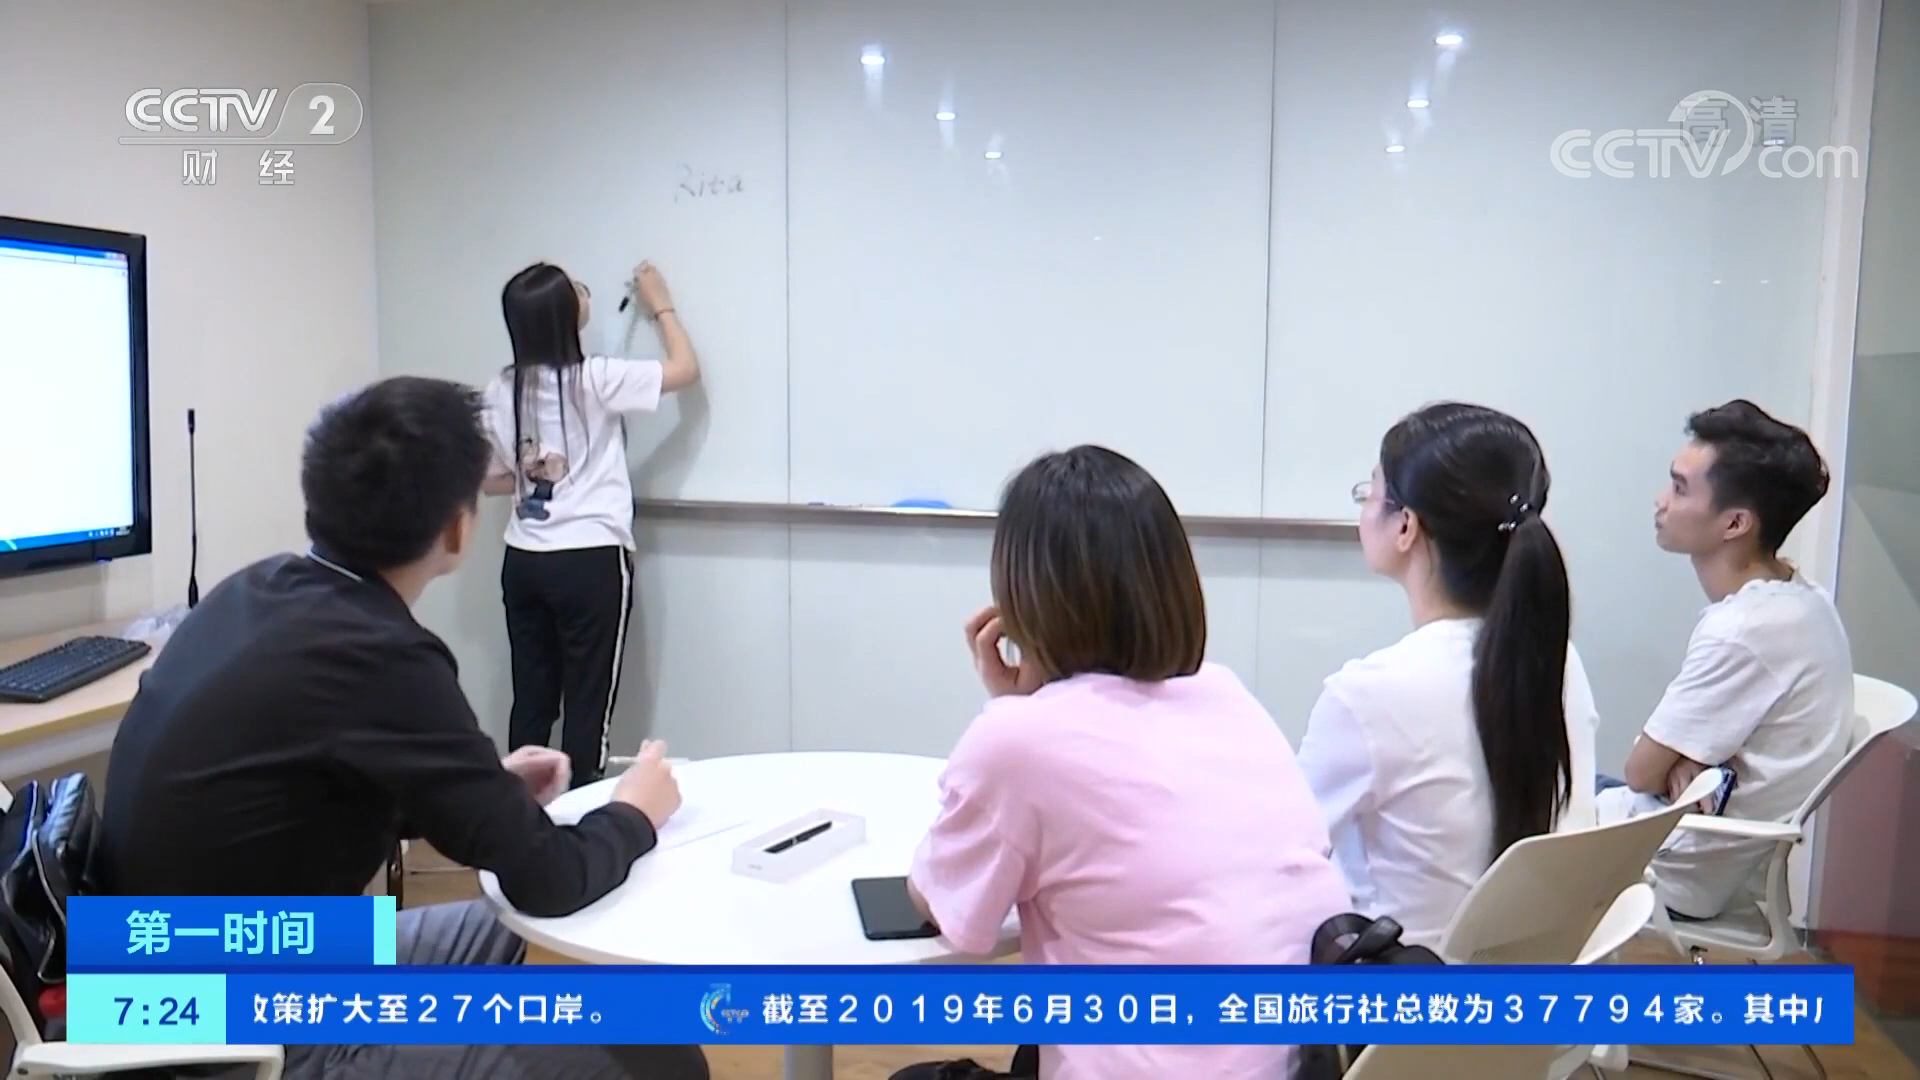 CCTV 2
财 经
高清
CCTV.com
Rita
第一时间
7:24
政策扩大至27个口岸。 截至2019年6月30日，全国旅行社总数为37794家。其中